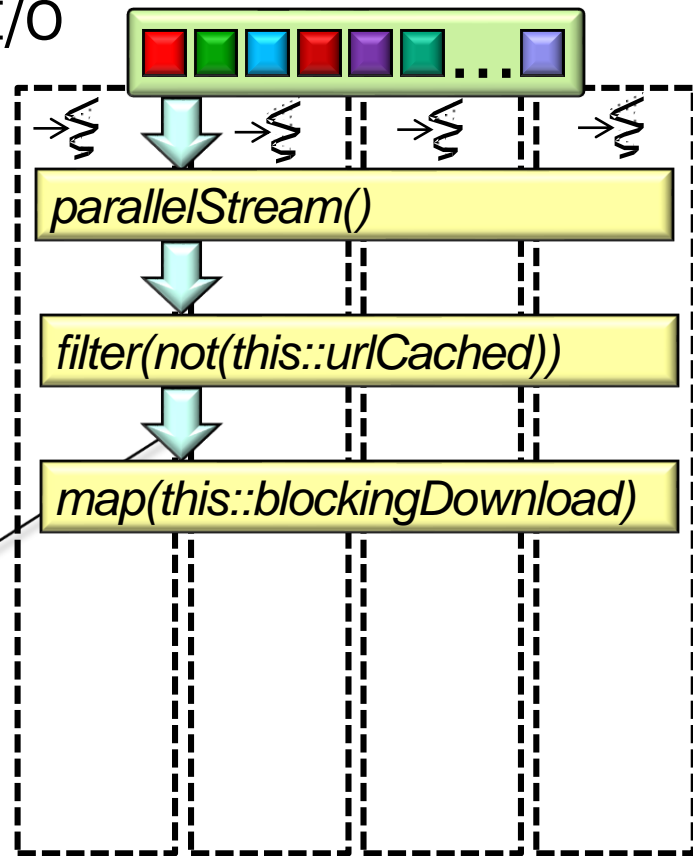 I/O
...
parallelStream()
filter(not(this::urlCached))
map(this::blockingDownload)